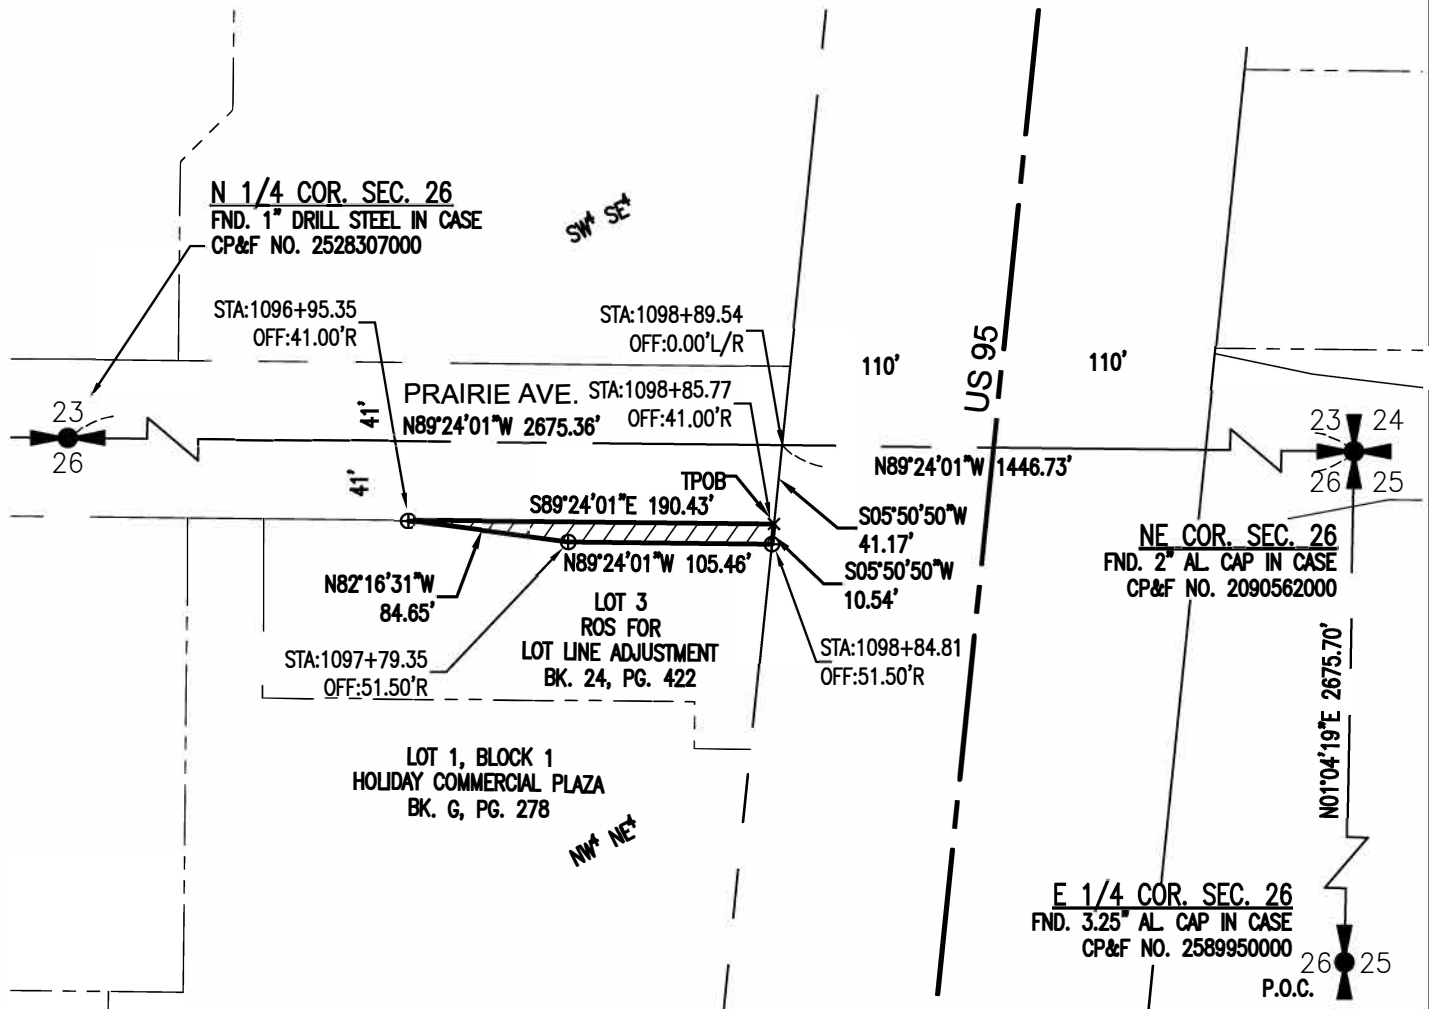 N 1/4 COR. SEC. 26
FND. 1" DRILL STEEL IN CASE
CP&F NO. 2528307000
SW⁴ SE⁴
STA:1096+95.35
OFF:41.00'R
STA:1098+89.54
OFF:0.00'L/R
110'
US 95
110'
PRAIRIE AVE.
STA:1098+85.77
OFF:41.00'R
41'
N89°24'01"W 2675.36'
23
26
23
24
26
25
N89°24'01"W 1446.73'
41'
TPOB
S89°24'01"E 190.43'
S05°50'50"W
41.17'
NE COR. SEC. 26
FND. 2" AL. CAP IN CASE
CP&F NO. 2090562000
N89°24'01"W 105.46'
S05°50'50"W
10.54'
N82°16'31"W
84.65'
LOT 3
ROS FOR
LOT LINE ADJUSTMENT
BK. 24, PG. 422
STA:1097+79.35
OFF:51.50'R
STA:1098+84.81
OFF:51.50'R
N01°04'19"E 2675.70'
LOT 1, BLOCK 1
HOLIDAY COMMERCIAL PLAZA
BK. G, PG. 278
NW⁴ NE⁴
E 1/4 COR. SEC. 26
FND. 3.25" AL. CAP IN CASE
CP&F NO. 2589950000
26
25
P.O.C.